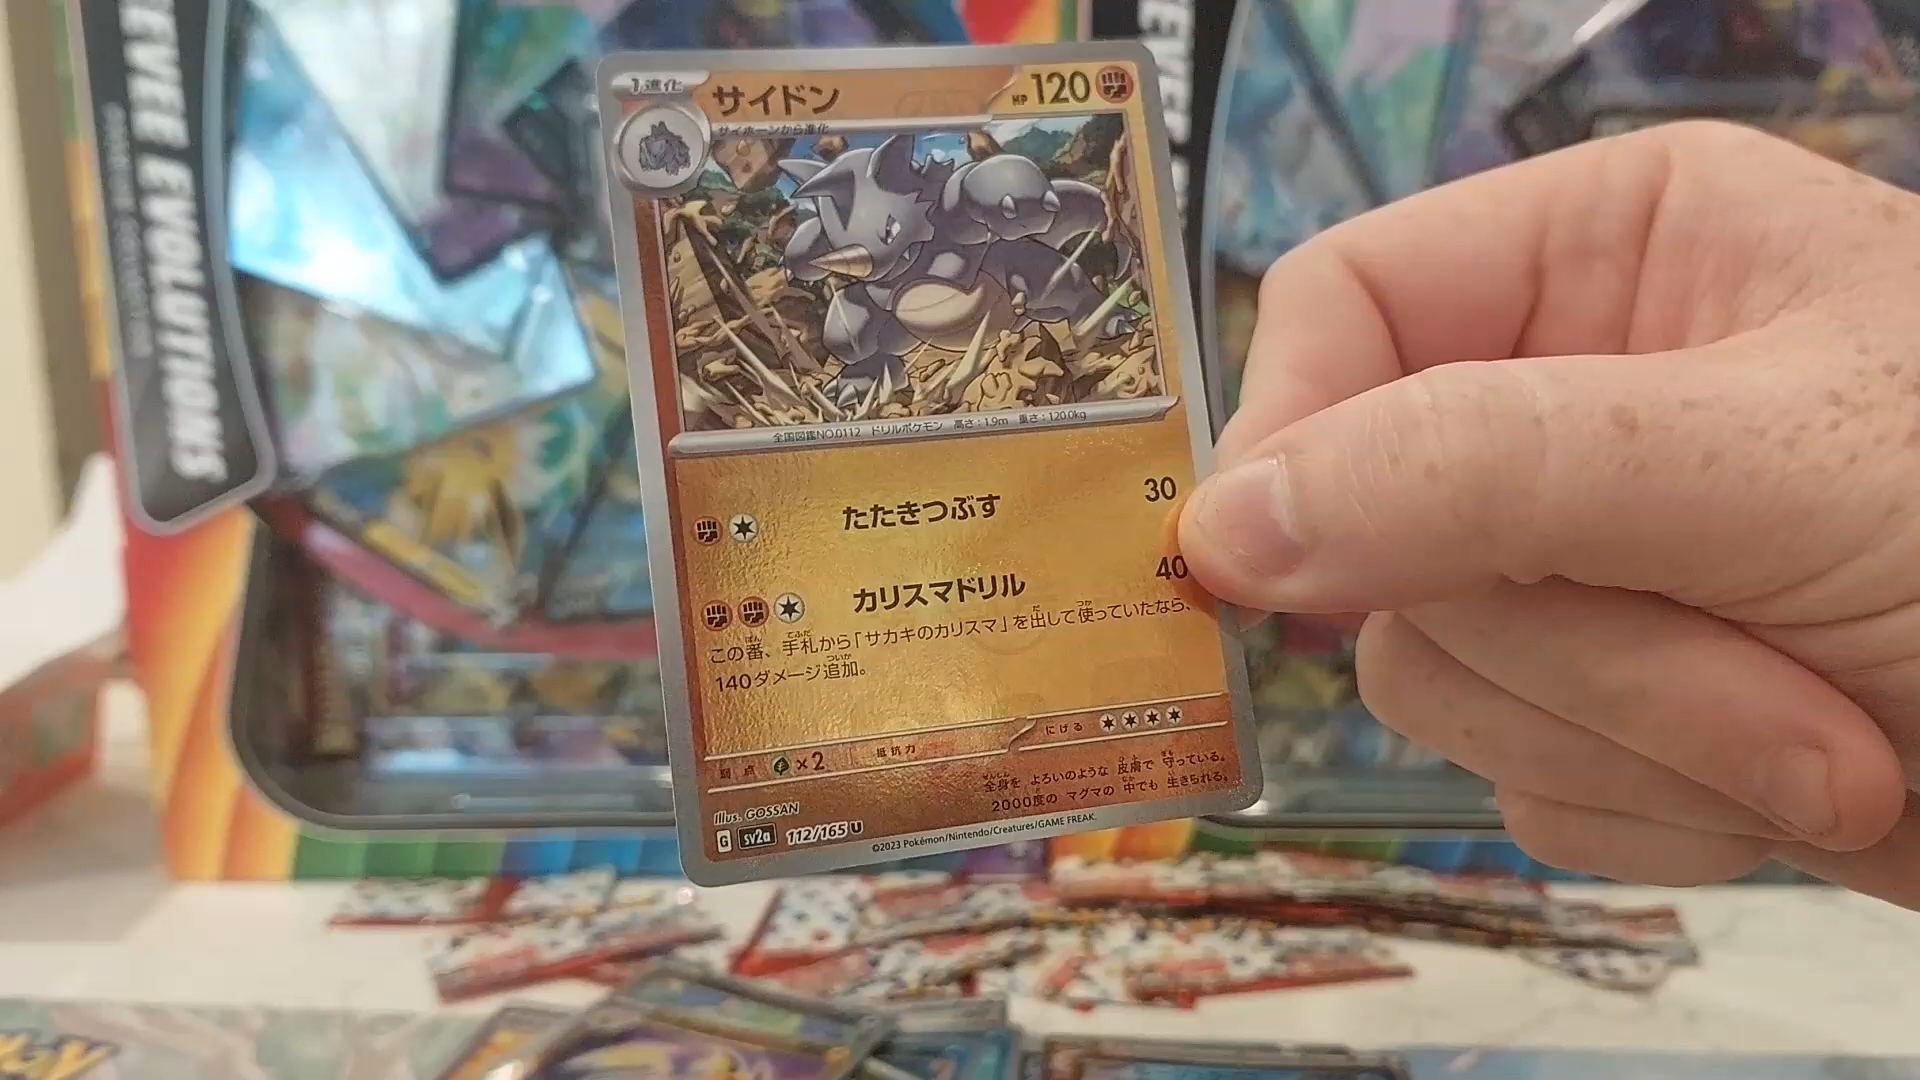 EEVEE EVOLUTIONS
EVEE EV
1進化
サイドン
HP 120
サイホーンから進化
全国図鑑NO.0112 ドリルポケモン 高さ:1.9m 重さ:120.0kg
たたきつぶす 30
カリスマドリル 40
この番、手札から「サカキのカリスマ」を出して使っていたなら、
140ダメージ追加。
弱点 ×2 抵抗力 にげる
全身を よろいのような 皮膚で 守っている。
2000度の マグマの 中でも 生きられる。
Illus. GOSSAN
G sv2a 112/165 U
©2023 Pokémon/Nintendo/Creatures/GAME FREAK.